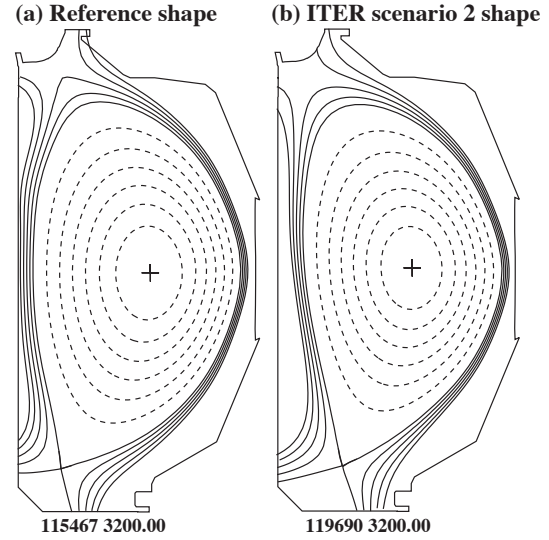 (a) Reference shape
(b) ITER scenario 2 shape
115467 3200.00
119690 3200.00